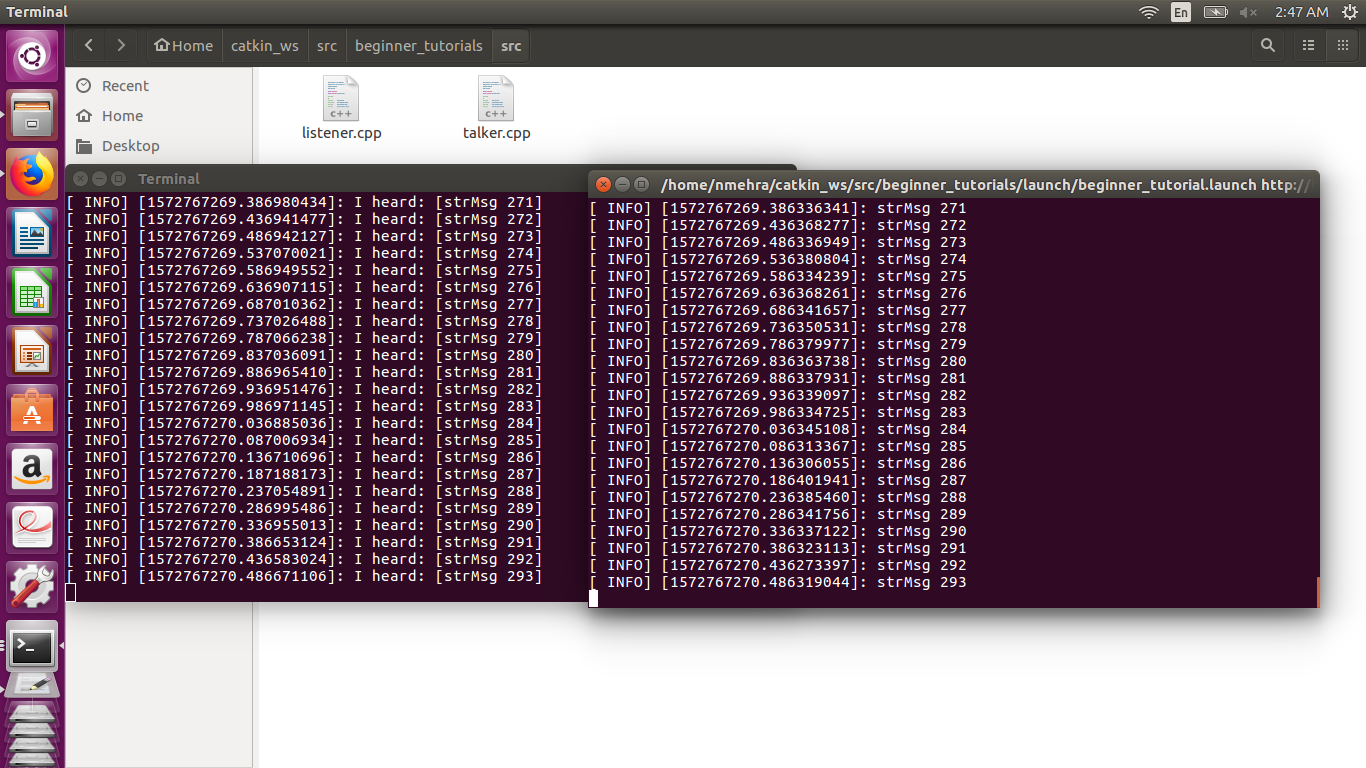 Terminal
En
2:47 AM
Home
catkin_ws
src
beginner_tutorials
src
Recent
Home
Desktop
c++
listener.cpp
c++
talker.cpp
Terminal
[ INFO] [1572767269.386980434]: I heard: [strMsg 271]
[ INFO] [1572767269.436941477]: I heard: [strMsg 272]
[ INFO] [1572767269.486942127]: I heard: [strMsg 273]
[ INFO] [1572767269.537070021]: I heard: [strMsg 274]
[ INFO] [1572767269.586949552]: I heard: [strMsg 275]
[ INFO] [1572767269.636907115]: I heard: [strMsg 276]
[ INFO] [1572767269.687010362]: I heard: [strMsg 277]
[ INFO] [1572767269.737026488]: I heard: [strMsg 278]
[ INFO] [1572767269.787066238]: I heard: [strMsg 279]
[ INFO] [1572767269.837036091]: I heard: [strMsg 280]
[ INFO] [1572767269.886965410]: I heard: [strMsg 281]
[ INFO] [1572767269.936951476]: I heard: [strMsg 282]
[ INFO] [1572767269.986971145]: I heard: [strMsg 283]
[ INFO] [1572767270.036885036]: I heard: [strMsg 284]
[ INFO] [1572767270.087006934]: I heard: [strMsg 285]
[ INFO] [1572767270.136710696]: I heard: [strMsg 286]
[ INFO] [1572767270.187188173]: I heard: [strMsg 287]
[ INFO] [1572767270.237054891]: I heard: [strMsg 288]
[ INFO] [1572767270.286995486]: I heard: [strMsg 289]
[ INFO] [1572767270.336955013]: I heard: [strMsg 290]
[ INFO] [1572767270.386653124]: I heard: [strMsg 291]
[ INFO] [1572767270.436583024]: I heard: [strMsg 292]
[ INFO] [1572767270.486671106]: I heard: [strMsg 293]
/home/nmehra/catkin_ws/src/beginner_tutorials/launch/beginner_tutorial.launch http://
[ INFO] [1572767269.386336341]: strMsg 271
[ INFO] [1572767269.436368277]: strMsg 272
[ INFO] [1572767269.486336949]: strMsg 273
[ INFO] [1572767269.536380804]: strMsg 274
[ INFO] [1572767269.586334239]: strMsg 275
[ INFO] [1572767269.636368261]: strMsg 276
[ INFO] [1572767269.686341657]: strMsg 277
[ INFO] [1572767269.736350531]: strMsg 278
[ INFO] [1572767269.786379977]: strMsg 279
[ INFO] [1572767269.836363738]: strMsg 280
[ INFO] [1572767269.886337931]: strMsg 281
[ INFO] [1572767269.936339097]: strMsg 282
[ INFO] [1572767269.986334725]: strMsg 283
[ INFO] [1572767270.036345108]: strMsg 284
[ INFO] [1572767270.086313367]: strMsg 285
[ INFO] [1572767270.136306055]: strMsg 286
[ INFO] [1572767270.186401941]: strMsg 287
[ INFO] [1572767270.236385460]: strMsg 288
[ INFO] [1572767270.286341756]: strMsg 289
[ INFO] [1572767270.336337122]: strMsg 290
[ INFO] [1572767270.386323113]: strMsg 291
[ INFO] [1572767270.436273397]: strMsg 292
[ INFO] [1572767270.486319044]: strMsg 293